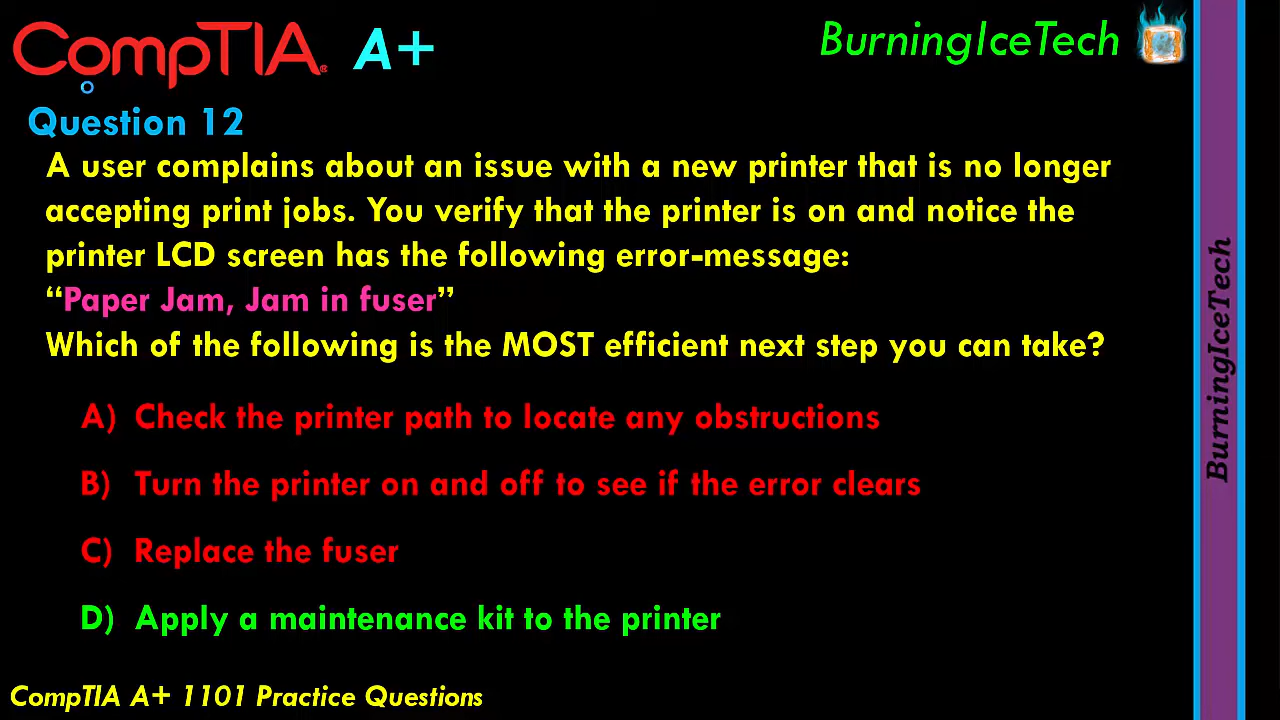 CompTIA® A+
BurningIceTech
Question 12
A user complains about an issue with a new printer that is no longer
accepting print jobs. You verify that the printer is on and notice the
printer LCD screen has the following error-message:
“Paper Jam, Jam in fuser”
Which of the following is the MOST efficient next step you can take?
A) Check the printer path to locate any obstructions
B) Turn the printer on and off to see if the error clears
C) Replace the fuser
D) Apply a maintenance kit to the printer
CompTIA A+ 1101 Practice Questions
BurningIceTech